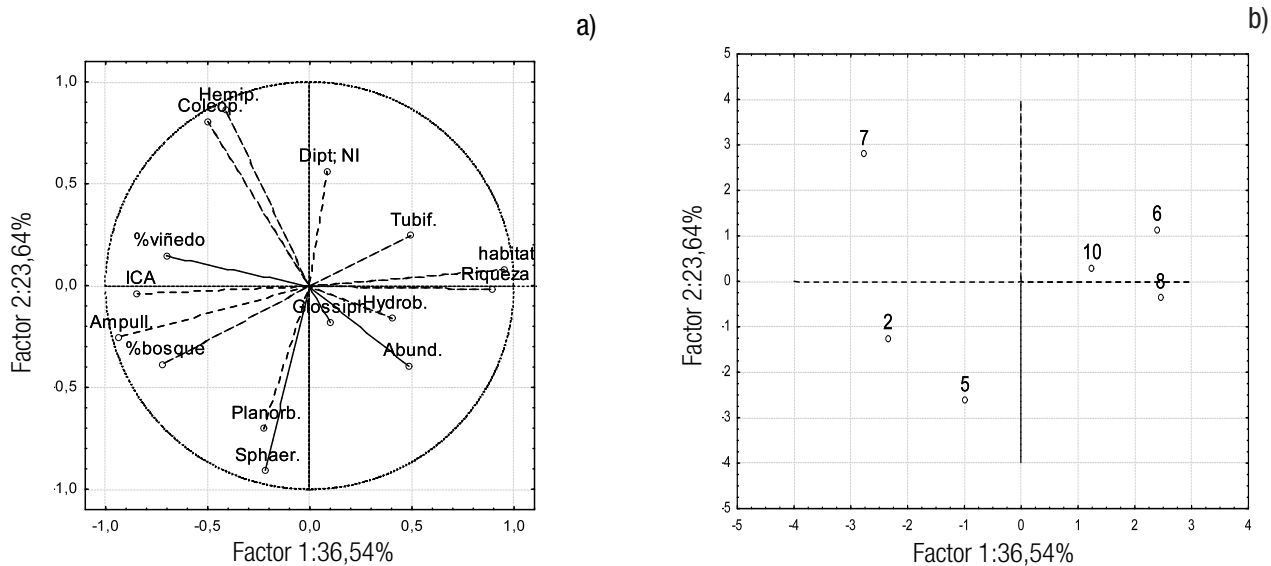 a)
1,0
0,5
0,0
-0,5
-1,0
Hemip.
Coleop.
Dipt; NI
Tubif.
%viñedo
habitat
Riqueza
ICA
Glossiph.
Hydrob.
Ampull.
%bosque
Abund.
Planorb.
Sphaer.
-1,0 -0,5 0,0 0,5 1,0
Factor 1:36,54%
Factor 2:23,64%
b)
5
4
3
2
1
0
-1
-2
-3
-4
-5
7
6
10
8
2
5
-5 -4 -3 -2 -1 0 1 2 3 4
Factor 1:36,54%
Factor 2:23,64%